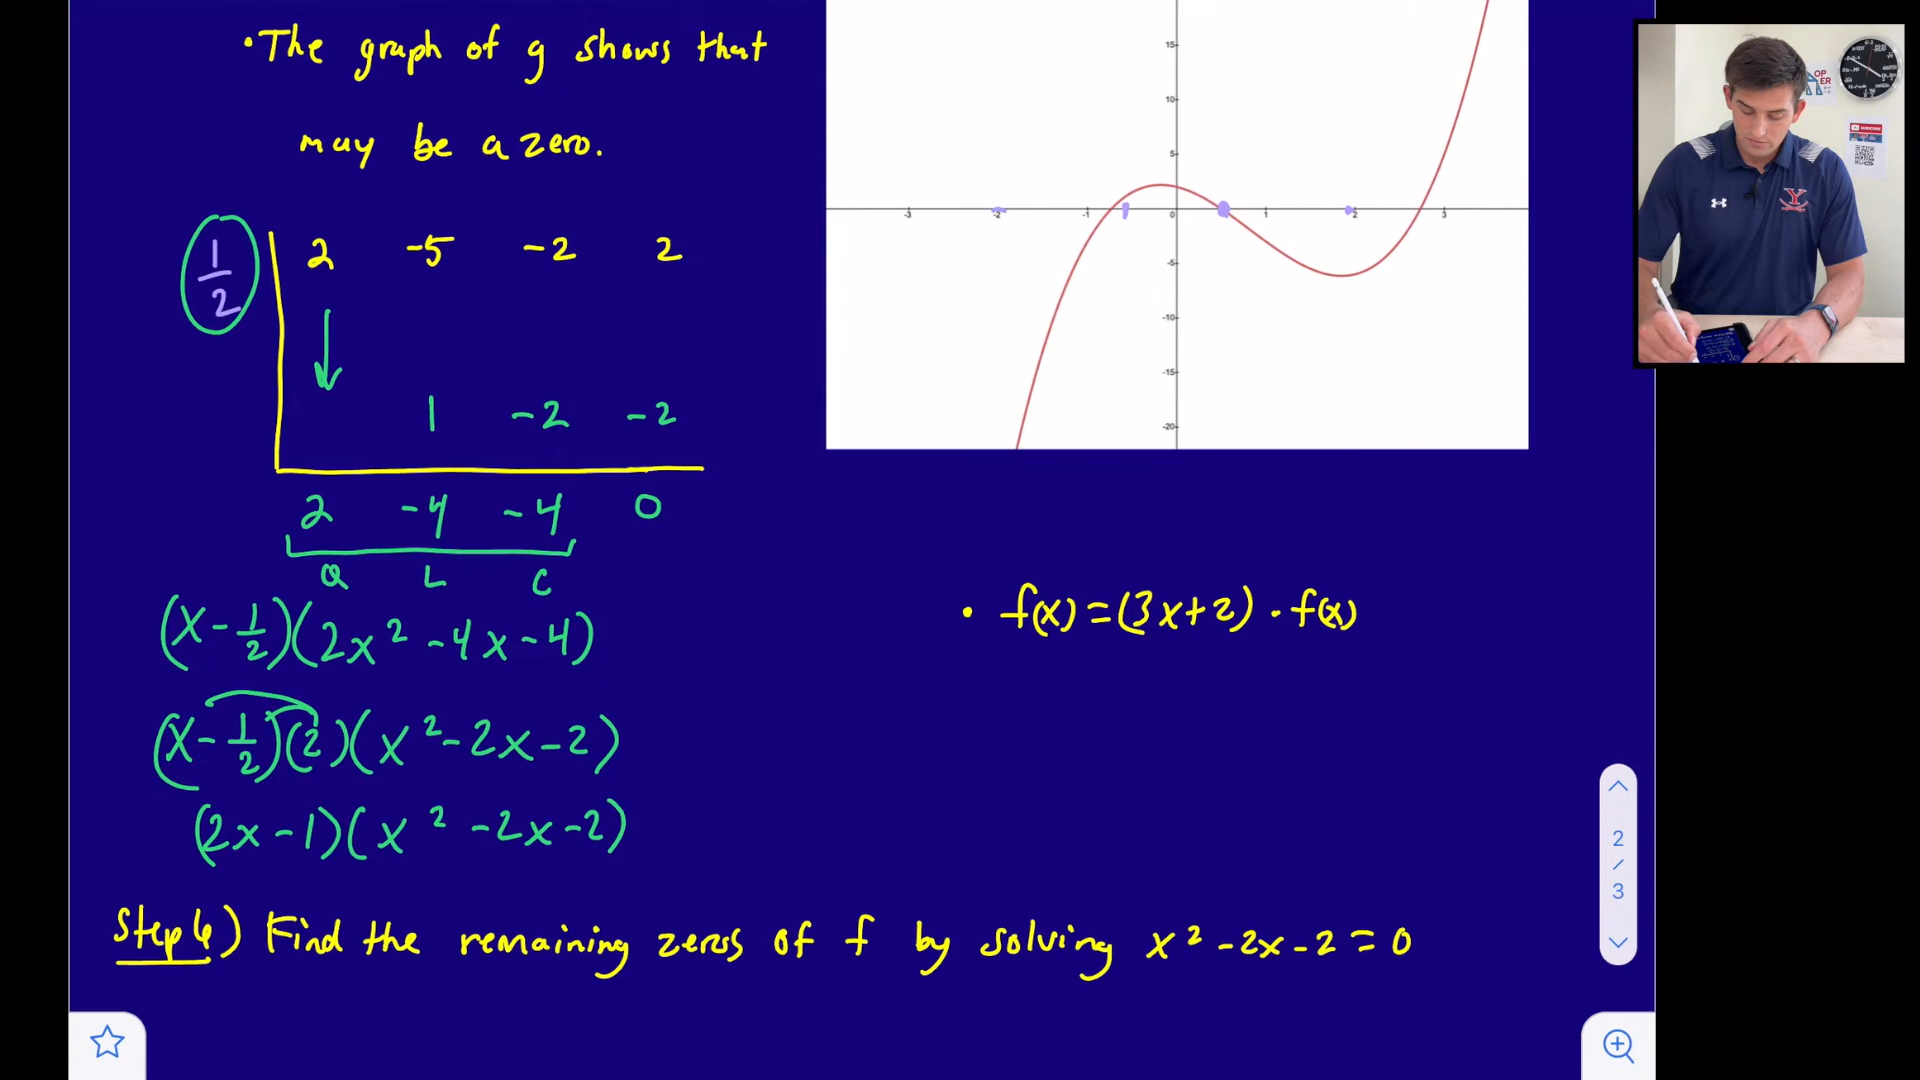 • The graph of g shows that
may be a zero.
1/2 | 2 -5 -2 2
1 -2 -2
2 -4 -4 0
Q L C
(x - 1/2)(2x² - 4x - 4)
(x - 1/2)(2)(x² - 2x - 2)
(2x - 1)(x² - 2x - 2)
• f(x) = (3x+2) · f(x)
Step 6) Find the remaining zeros of f by solving x² - 2x - 2 = 0
15
10
5
-3 -2 -1 0 1 2 3
-5
-10
-15
-20
2
/
3
OP
ER
SUBSCRIBE
Y